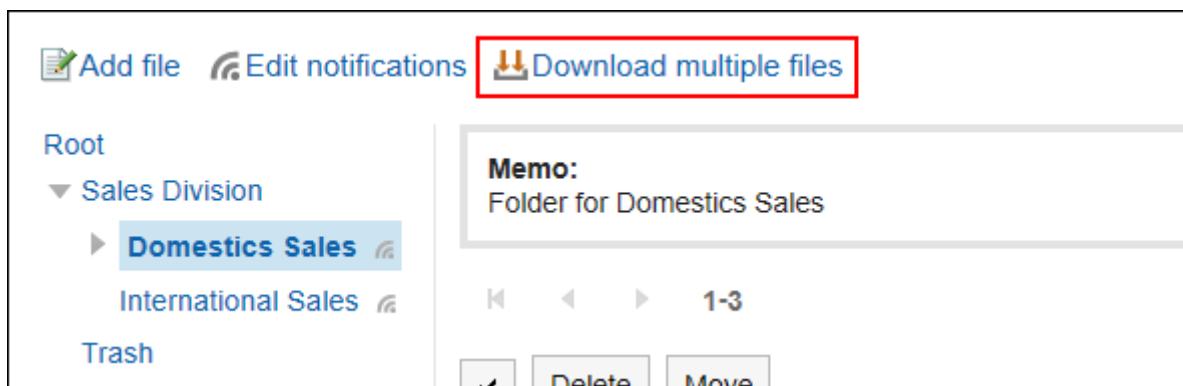 Add file Edit notifications Download multiple files
Root
Sales Division
Domestics Sales
International Sales
Trash
Memo:
Folder for Domestics Sales
1-3
Delete Move